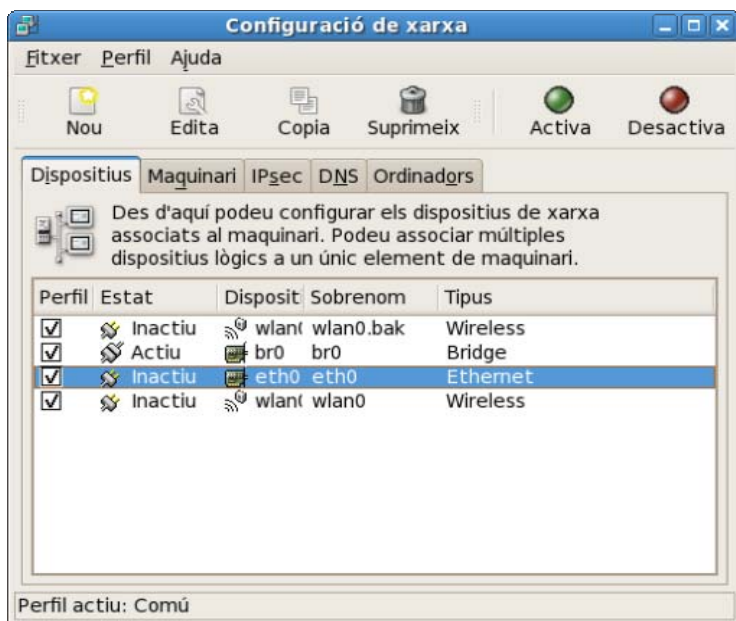 Configuració de xarxa
Fitxer Perfil Ajuda
Nou Edita Copia Suprimeix Activa Desactiva
Dispositius Maquinari IPsec DNS Ordinadors
Des d'aquí podeu configurar els dispositius de xarxa
associats al maquinari. Podeu associar múltiples
dispositius lògics a un únic element de maquinari.
Perfil Estat Disposit Sobrenom Tipus
Inactiu wlan wlan0.bak Wireless
Actiu br0 br0 Bridge
Inactiu eth0 eth0 Ethernet
Inactiu wlan wlan0 Wireless
Perfil actiu: Comú